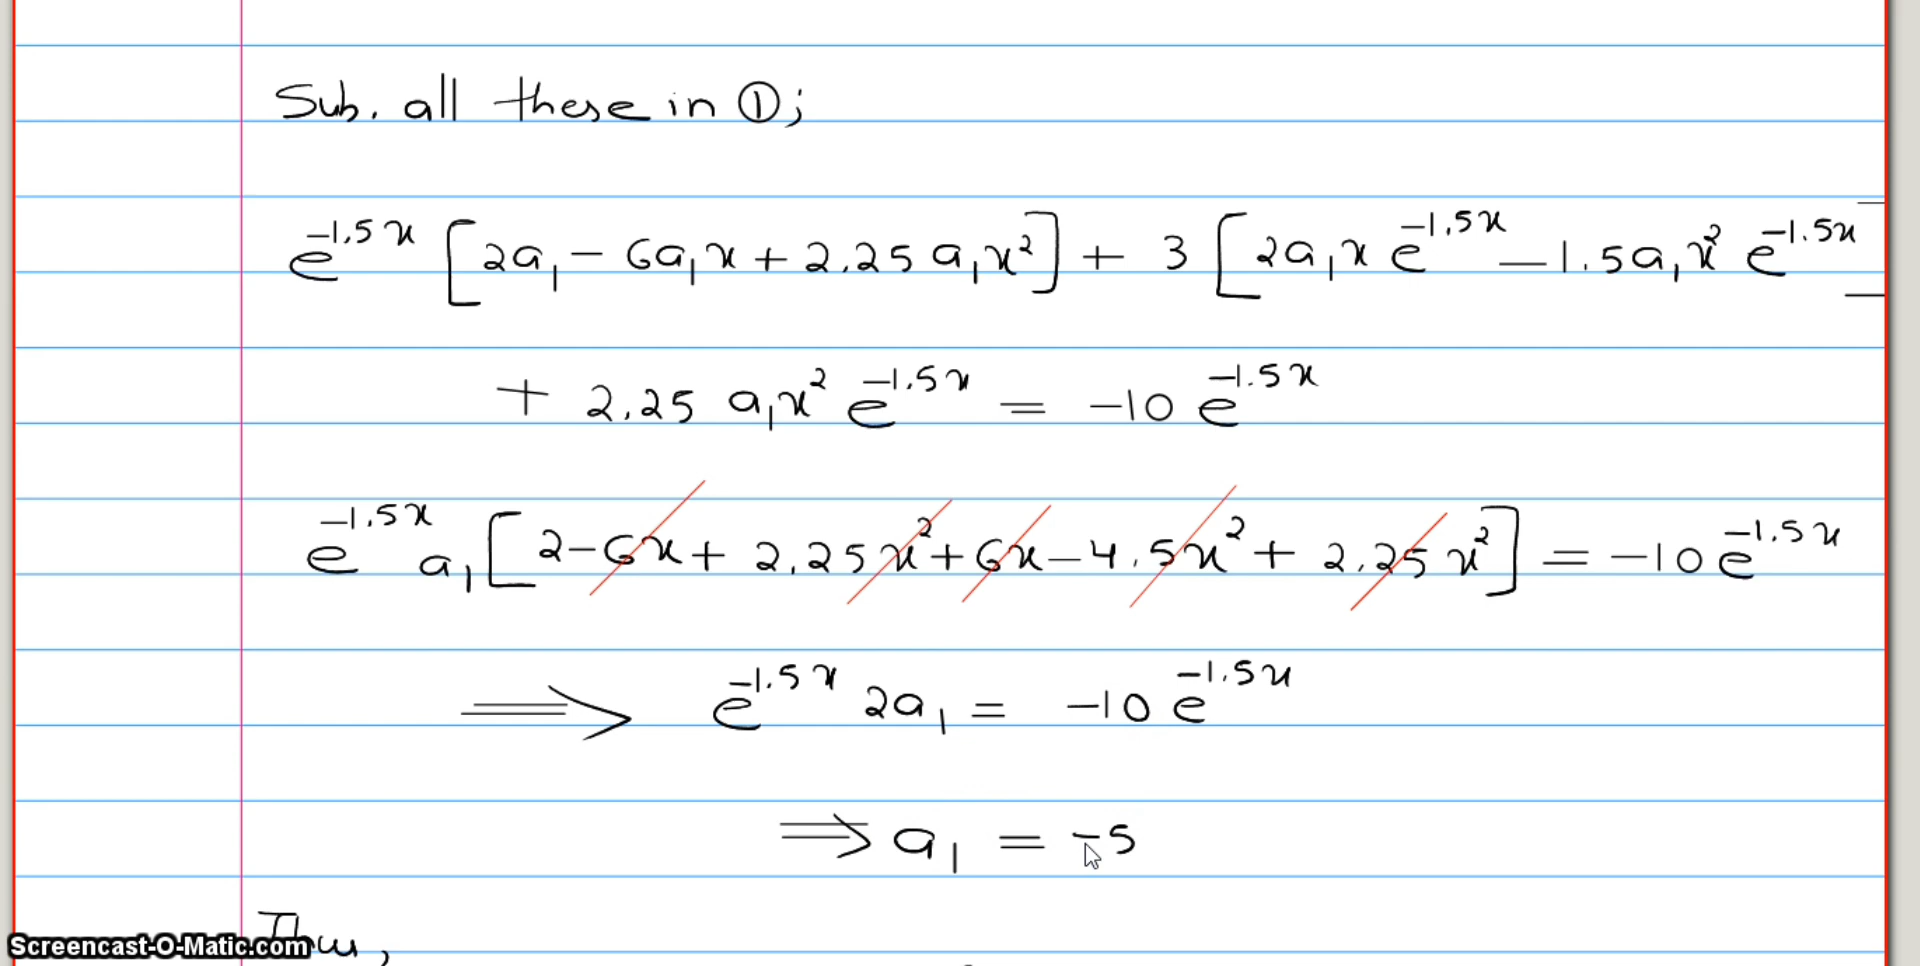 Sub. all these in ①;
e^{-1.5x} [2a₁ - 6a₁x + 2.25 a₁x²] + 3 [2a₁x e^{-1.5x} - 1.5a₁x² e^{-1.5x}]
+ 2.25 a₁x² e^{-1.5x} = -10 e^{-1.5x}
e^{-1.5x} a₁ [2 - 6x + 2.25x² + 6x - 4.5x² + 2.25x²] = -10 e^{-1.5x}
⟹ e^{-1.5x} 2a₁ = -10 e^{-1.5x}
⟹ a₁ = -5
Thus,
Screencast-O-Matic.com